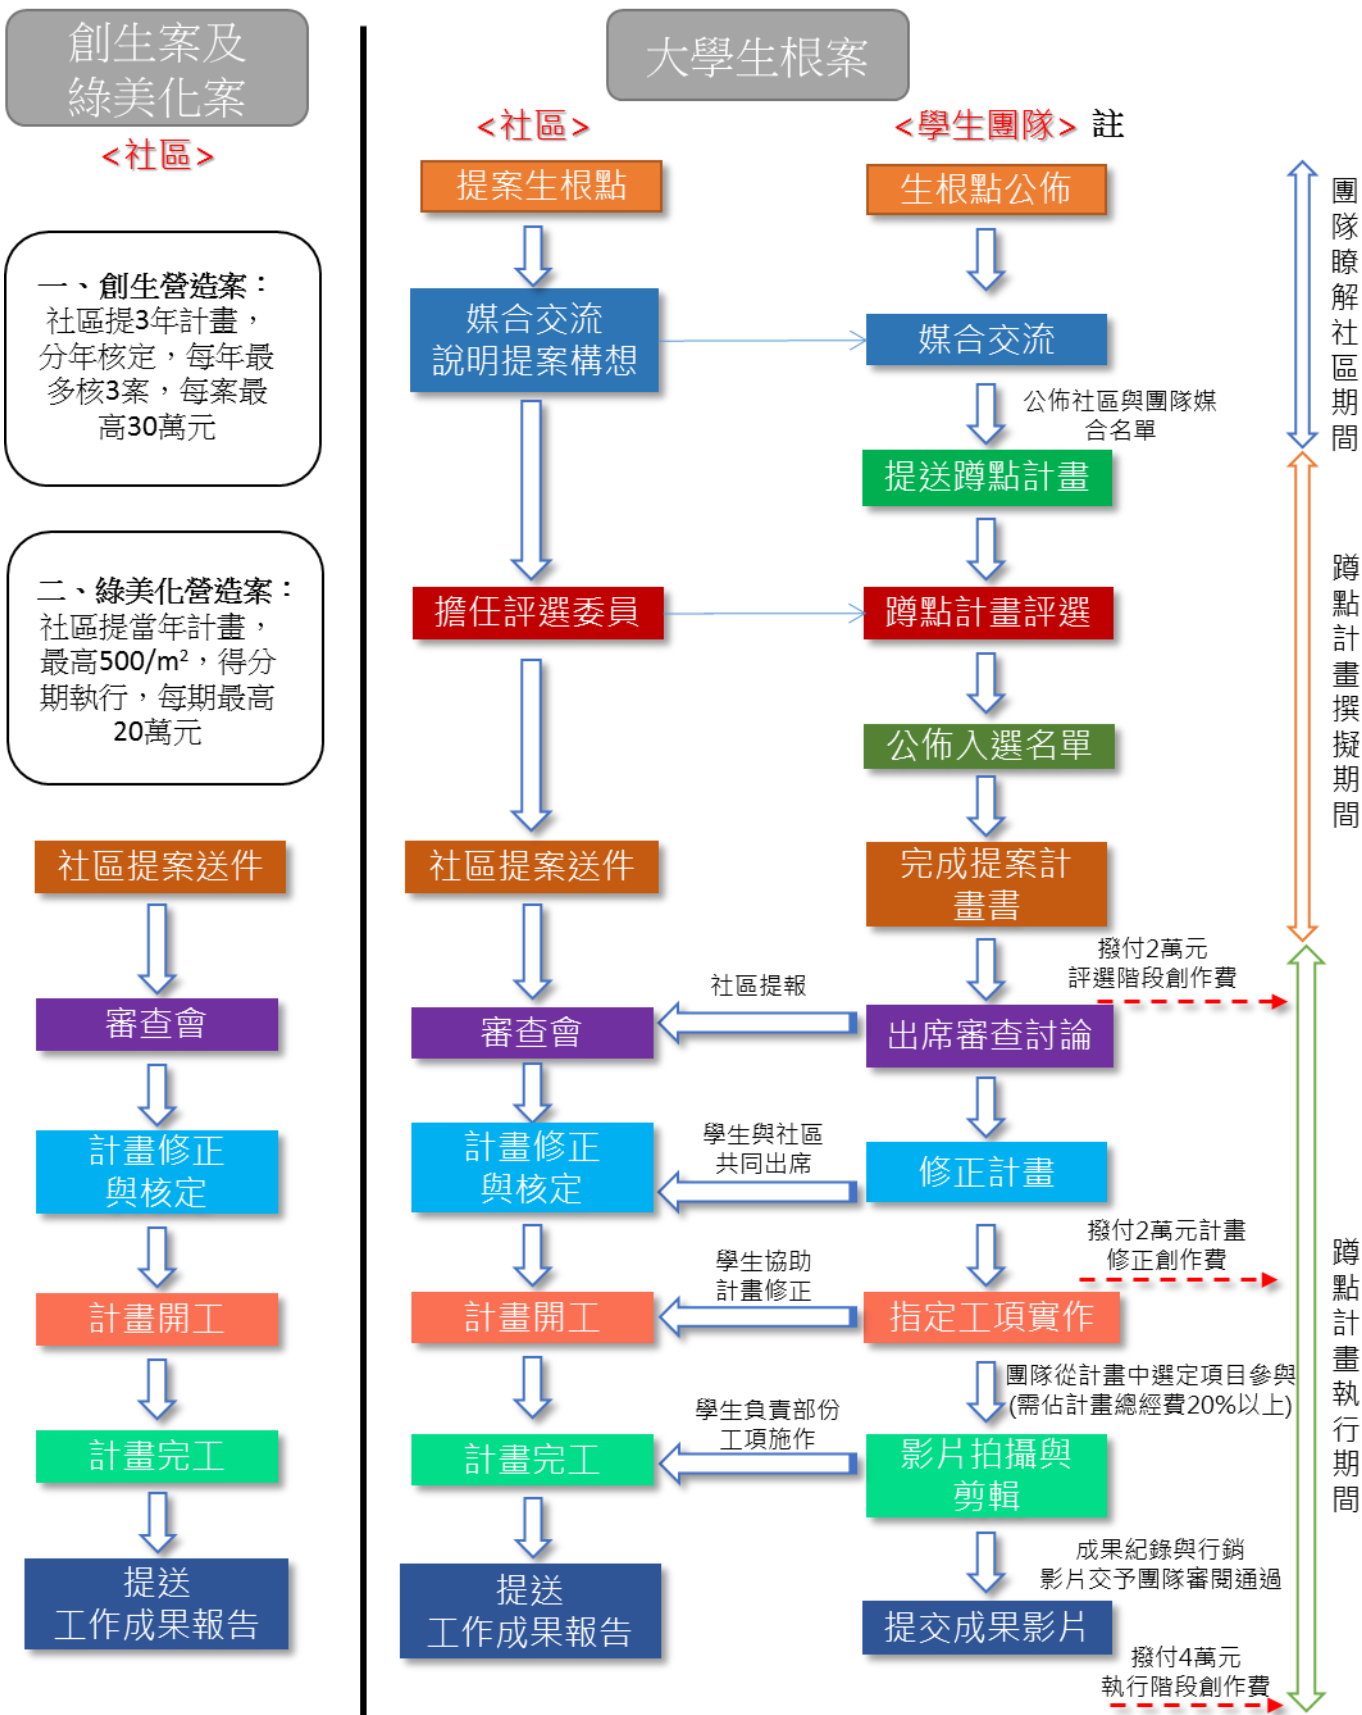 創生案及
綠美化案
<社區>
一、創生營造案：
社區提3年計畫，
分年核定，每年最
多核3案，每案最
高30萬元
二、綠美化營造案：
社區提當年計畫，
最高500/m²，得分
期執行，每期最高
20萬元
社區提案送件
審查會
計畫修正
與核定
計畫開工
計畫完工
提送
工作成果報告
大學生根案
<社區>
提案生根點
媒合交流
說明提案構想
擔任評選委員
社區提案送件
審查會
計畫修正
與核定
計畫開工
計畫完工
提送
工作成果報告
社區提報
學生與社區
共同出席
學生協助
計畫修正
學生負責部份
工項施作
<學生團隊> 註
生根點公佈
媒合交流
公佈社區與團隊媒
合名單
提送蹲點計畫
蹲點計畫評選
公佈入選名單
完成提案計
畫書
撥付2萬元
評選階段創作費
出席審查討論
修正計畫
撥付2萬元計畫
修正創作費
指定工項實作
團隊從計畫中選定項目參與
(需佔計畫總經費20%以上)
影片拍攝與
剪輯
成果紀錄與行銷
影片交予團隊審閱通過
提交成果影片
撥付4萬元
執行階段創作費
團隊瞭解社區期間
蹲點計畫撰擬期間
蹲點計畫執行期間